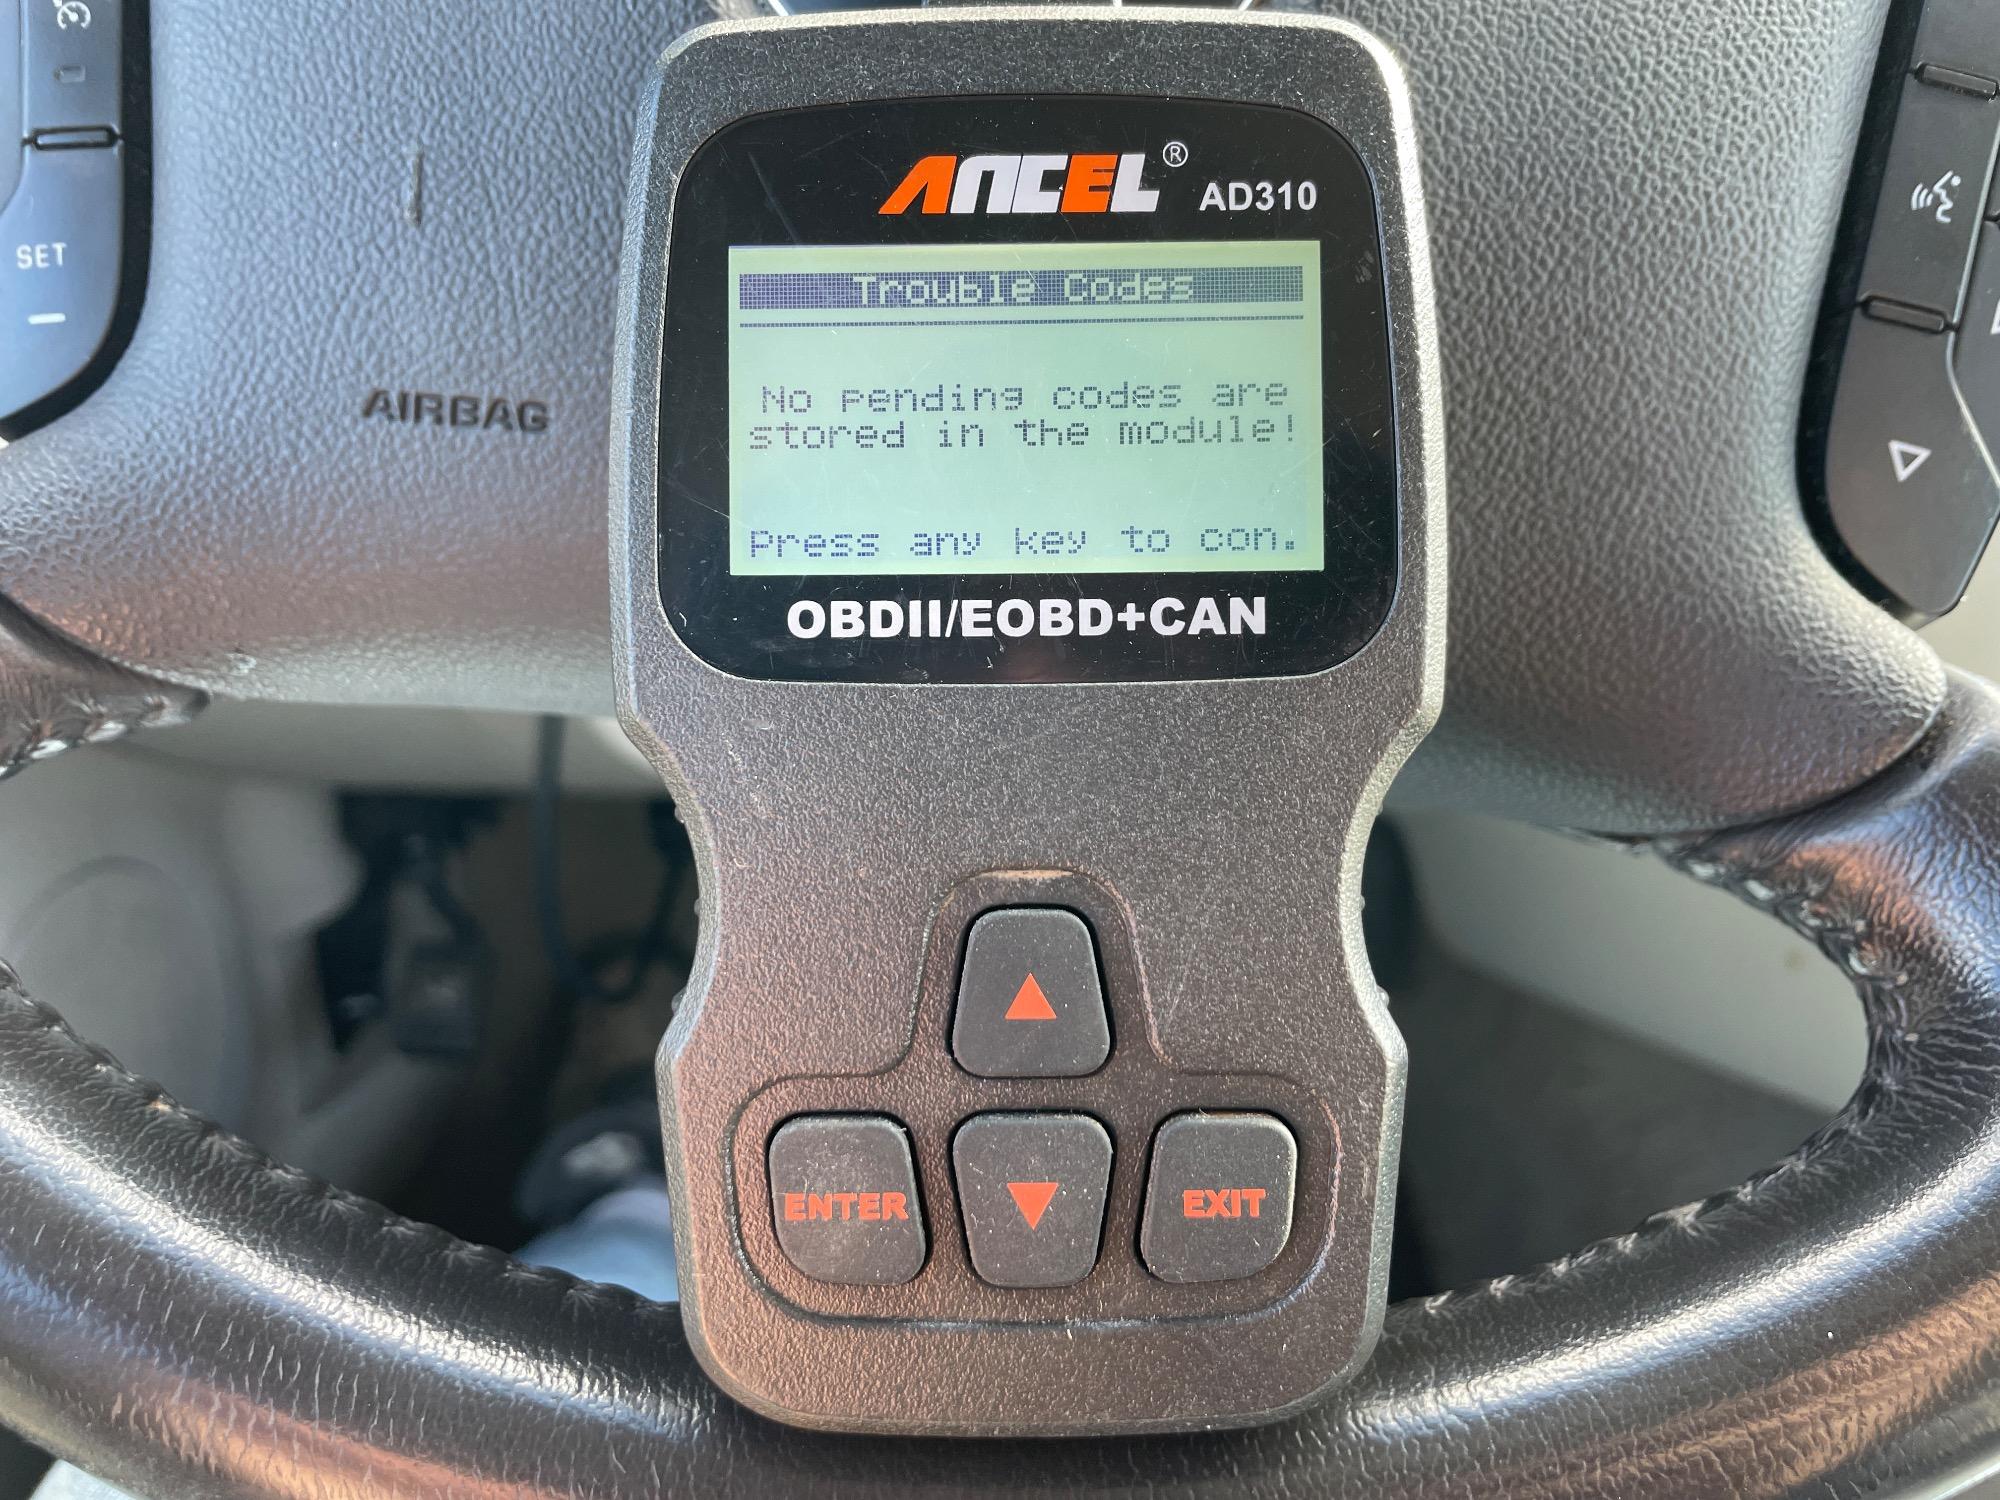 ANCEL® AD310
Trouble Codes
No pending codes are
stored in the module!
Press any key to con.
OBDII/EOBD+CAN
SET
AIRBAG
ENTER
EXIT